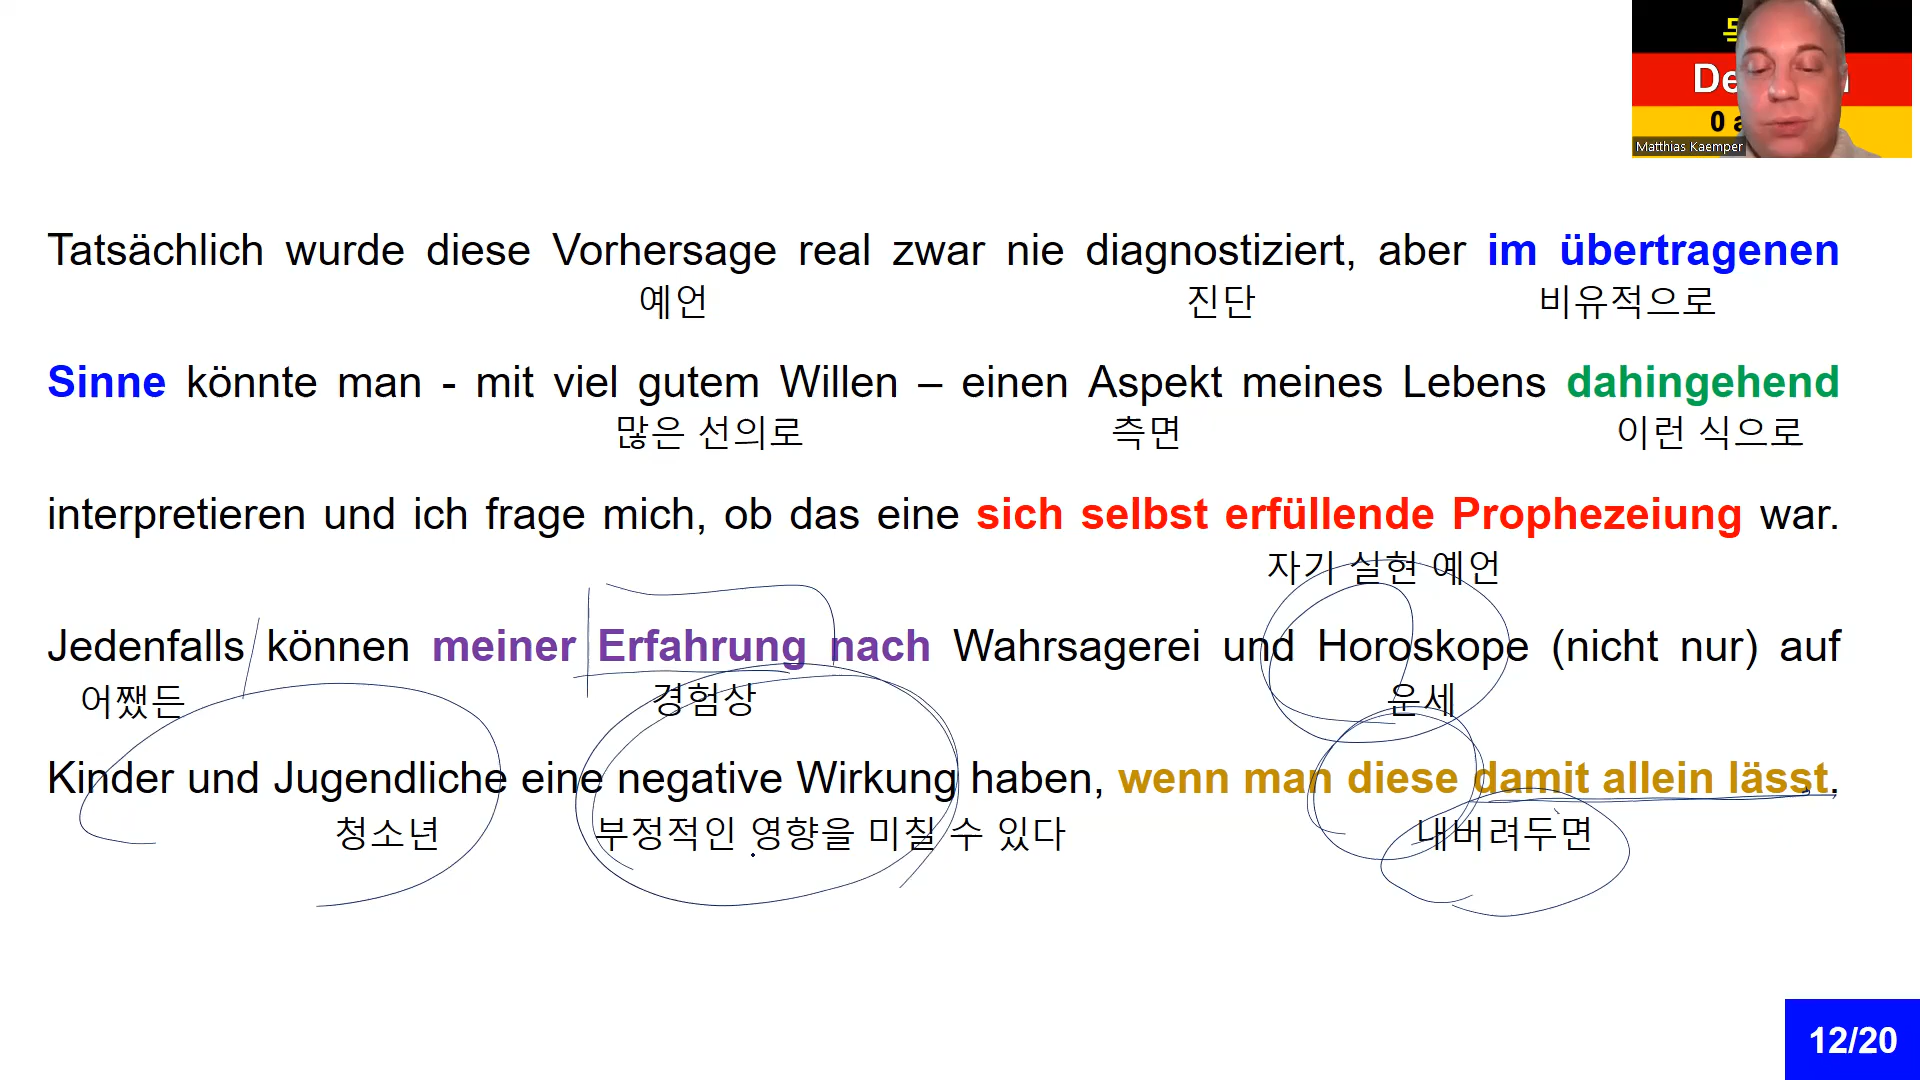 De
0 a
Matthias Kaemper
Tatsächlich wurde diese Vorhersage real zwar nie diagnostiziert, aber im übertragenen
예언 진단 비유적으로
Sinne könnte man - mit viel gutem Willen – einen Aspekt meines Lebens dahingehend
많은 선의로 측면 이런 식으로
interpretieren und ich frage mich, ob das eine sich selbst erfüllende Prophezeiung war.
자기 실현 예언
Jedenfalls können meiner Erfahrung nach Wahrsagerei und Horoskope (nicht nur) auf
어쨌든 경험상 운세
Kinder und Jugendliche eine negative Wirkung haben, wenn man diese damit allein lässt.
청소년 부정적인 영향을 미칠 수 있다 내버려두면
12/20